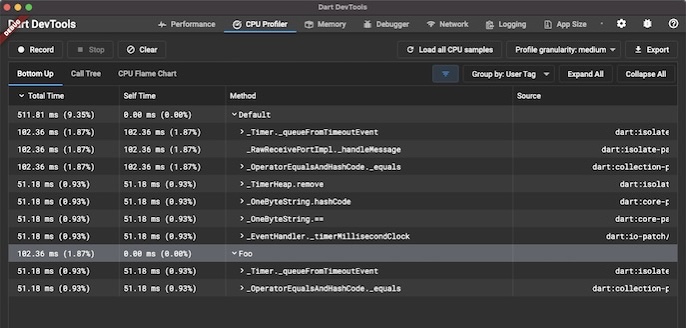 Dart DevTools
DEBUG
Dart DevTools Performance CPU Profiler Memory Debugger Network Logging App Size
Record Stop Clear Load all CPU samples Profile granularity: medium Export
Bottom Up Call Tree CPU Flame Chart Group by: User Tag Expand All Collapse All
Total Time Self Time Method Source
511.81 ms (9.35%) 0.00 ms (0.00%) Default
102.36 ms (1.87%) 102.36 ms (1.87%) _Timer._queueFromTimeoutEvent dart:isolate
102.36 ms (1.87%) 102.36 ms (1.87%) _RawReceivePortImpl._handleMessage dart:isolate-pa
102.36 ms (1.87%) 102.36 ms (1.87%) _OperatorEqualsAndHashCode._equals dart:collection-p
51.18 ms (0.93%) 51.18 ms (0.93%) _TimerHeap.remove dart:isolat
51.18 ms (0.93%) 51.18 ms (0.93%) _OneByteString.hashCode dart:core-p
51.18 ms (0.93%) 51.18 ms (0.93%) _OneByteString.== dart:core-pa
51.18 ms (0.93%) 51.18 ms (0.93%) _EventHandler._timerMillisecondClock dart:io-patch/
102.36 ms (1.87%) 0.00 ms (0.00%) Foo
51.18 ms (0.93%) 51.18 ms (0.93%) _Timer._queueFromTimeoutEvent dart:isolate
51.18 ms (0.93%) 51.18 ms (0.93%) _OperatorEqualsAndHashCode._equals dart:collection-p